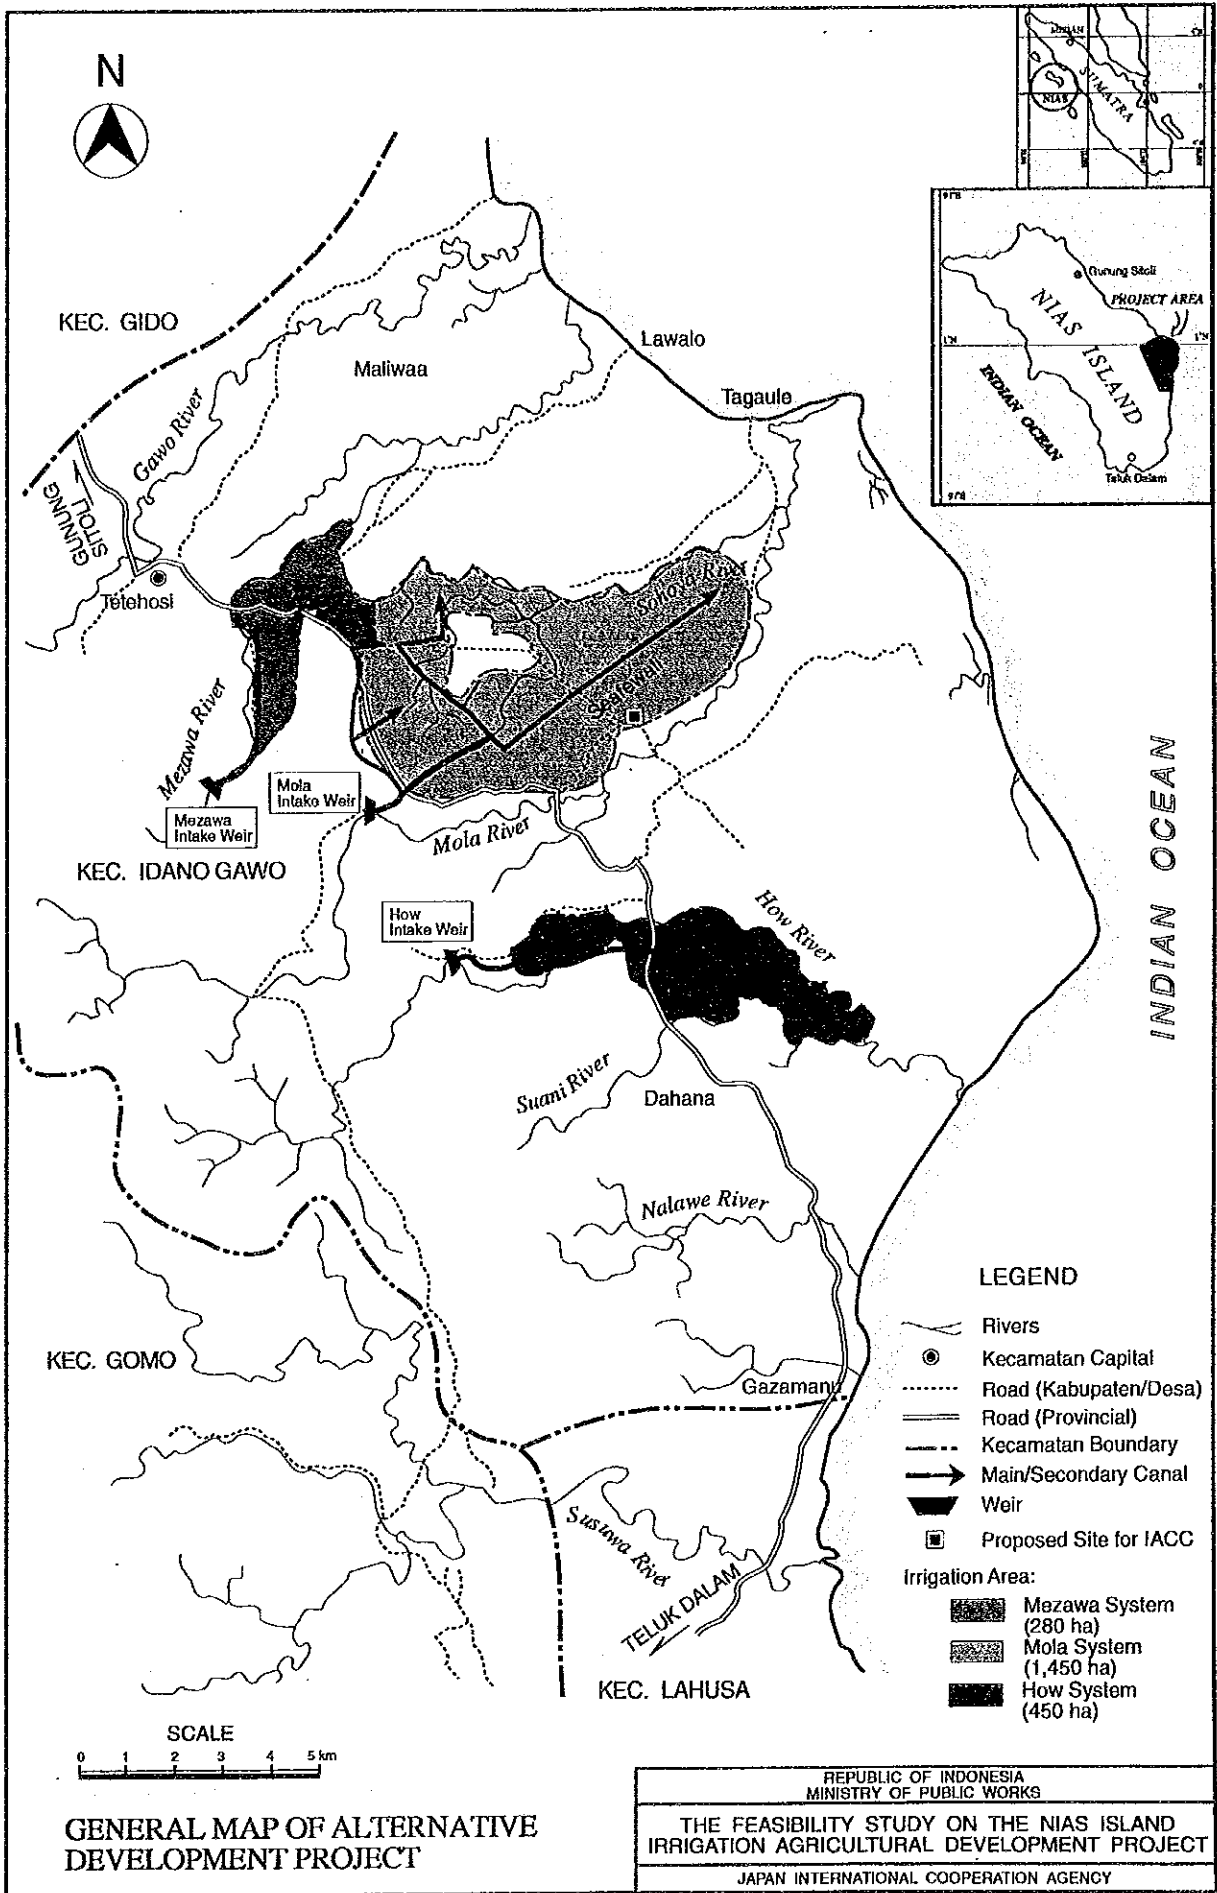 N
KEC. GIDO
Gawo River
Maliwaa
Lawalo
Tagaule
GUNUNG
SITOLI
Tetehosi
Mezawa River
Sohoya River
Mola
Intake Weir
Mezawa
Intake Weir
Mola River
KEC. IDANO GAWO
How
Intake Weir
How River
INDIAN OCEAN
Suani River
Dahana
Nalawe River
KEC. GOMO
Gazamanu
Susuwa River
TELUK DALAM
KEC. LAHUSA
MEDAN
SUMATRA
NIAS
Gunung Sitoli
PROJECT AREA
NIAS ISLAND
INDIAN OCEAN
Teluk Dalam
LEGEND
Rivers
Kecamatan Capital
Road (Kabupaten/Desa)
Road (Provincial)
Kecamatan Boundary
Main/Secondary Canal
Weir
Proposed Site for IACC
Irrigation Area:
Mezawa System
(280 ha)
Mola System
(1,450 ha)
How System
(450 ha)
SCALE
0 1 2 3 4 5 km
GENERAL MAP OF ALTERNATIVE
DEVELOPMENT PROJECT
REPUBLIC OF INDONESIA
MINISTRY OF PUBLIC WORKS
THE FEASIBILITY STUDY ON THE NIAS ISLAND
IRRIGATION AGRICULTURAL DEVELOPMENT PROJECT
JAPAN INTERNATIONAL COOPERATION AGENCY